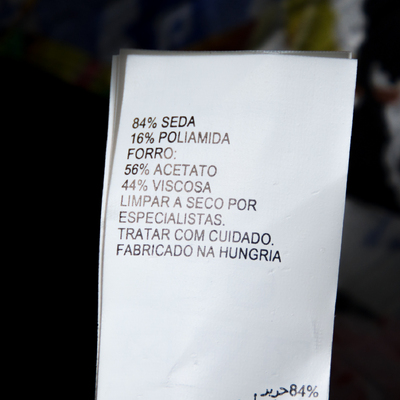 84% SEDA
16% POLIAMIDA
FORRO:
56% ACETATO
44% VISCOSA
LIMPAR A SECO POR
ESPECIALISTAS.
TRATAR COM CUIDADO.
FABRICADO NA HUNGRIA
84% حرير